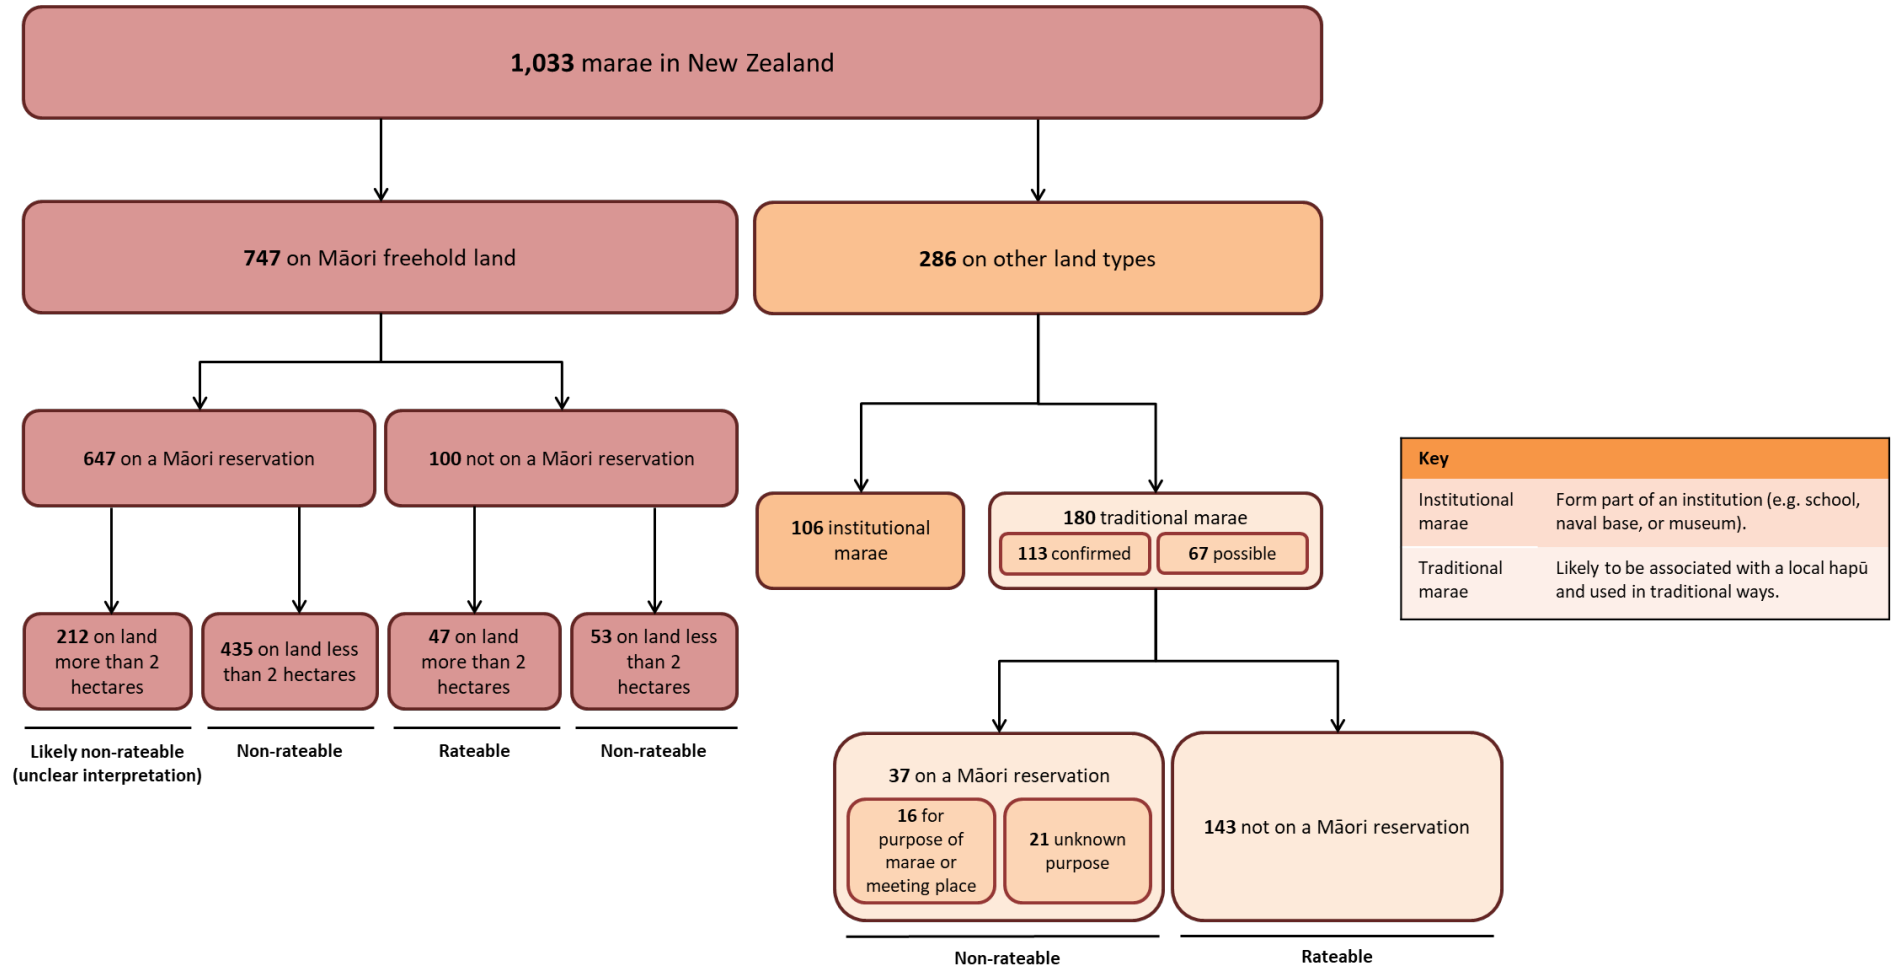 1,033 marae in New Zealand
747 on Māori freehold land
286 on other land types
647 on a Māori reservation
100 not on a Māori reservation
106 institutional
marae
180 traditional marae
113 confirmed
67 possible
Key
Institutional
marae
Form part of an institution (e.g. school,
naval base, or museum).
Traditional
marae
Likely to be associated with a local hapū
and used in traditional ways.
212 on land
more than 2
hectares
435 on land less
than 2 hectares
47 on land
more than 2
hectares
53 on land less
than 2
hectares
Likely non-rateable
(unclear interpretation)
Non-rateable
Rateable
Non-rateable
37 on a Māori reservation
16 for
purpose of
marae or
meeting place
21 unknown
purpose
143 not on a Māori reservation
Non-rateable
Rateable